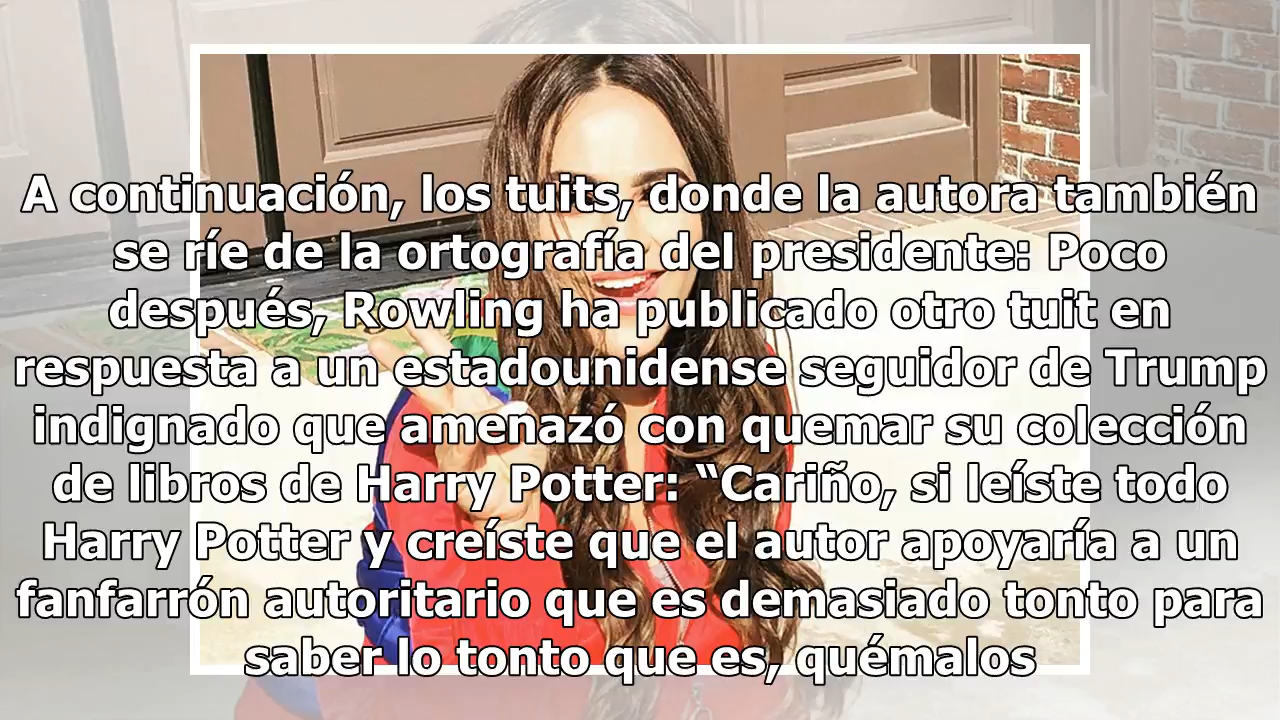 A continuación, los tuits, donde la autora también
se ríe de la ortografía del presidente: Poco
después, Rowling ha publicado otro tuit en
respuesta a un estadounidense seguidor de Trump
indignado que amenazó con quemar su colección
de libros de Harry Potter: “Cariño, si leíste todo
Harry Potter y creíste que el autor apoyaría a un
fanfarrón autoritario que es demasiado tonto para
saber lo tonto que es, quémalos